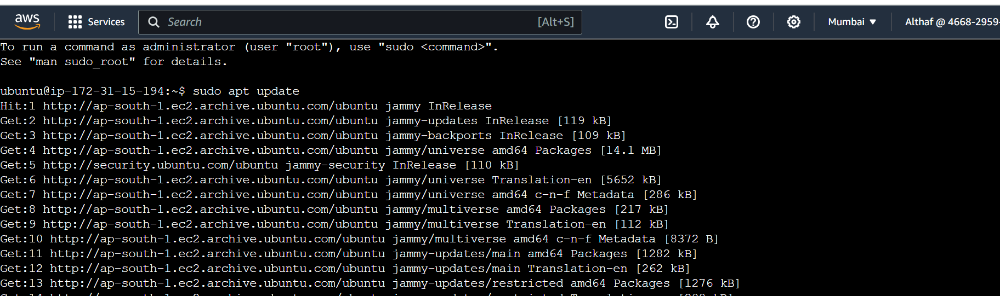 aws Services Search [Alt+S] Mumbai Althaf @ 4668-2959-
To run a command as administrator (user "root"), use "sudo <command>".
See "man sudo_root" for details.
ubuntu@ip-172-31-15-194:~$ sudo apt update
Hit:1 http://ap-south-1.ec2.archive.ubuntu.com/ubuntu jammy InRelease
Get:2 http://ap-south-1.ec2.archive.ubuntu.com/ubuntu jammy-updates InRelease [119 kB]
Get:3 http://ap-south-1.ec2.archive.ubuntu.com/ubuntu jammy-backports InRelease [109 kB]
Get:4 http://ap-south-1.ec2.archive.ubuntu.com/ubuntu jammy/universe amd64 Packages [14.1 MB]
Get:5 http://security.ubuntu.com/ubuntu jammy-security InRelease [110 kB]
Get:6 http://ap-south-1.ec2.archive.ubuntu.com/ubuntu jammy/universe Translation-en [5652 kB]
Get:7 http://ap-south-1.ec2.archive.ubuntu.com/ubuntu jammy/universe amd64 c-n-f Metadata [286 kB]
Get:8 http://ap-south-1.ec2.archive.ubuntu.com/ubuntu jammy/multiverse amd64 Packages [217 kB]
Get:9 http://ap-south-1.ec2.archive.ubuntu.com/ubuntu jammy/multiverse Translation-en [112 kB]
Get:10 http://ap-south-1.ec2.archive.ubuntu.com/ubuntu jammy/multiverse amd64 c-n-f Metadata [8372 B]
Get:11 http://ap-south-1.ec2.archive.ubuntu.com/ubuntu jammy-updates/main amd64 Packages [1282 kB]
Get:12 http://ap-south-1.ec2.archive.ubuntu.com/ubuntu jammy-updates/main Translation-en [262 kB]
Get:13 http://ap-south-1.ec2.archive.ubuntu.com/ubuntu jammy-updates/restricted amd64 Packages [1276 kB]